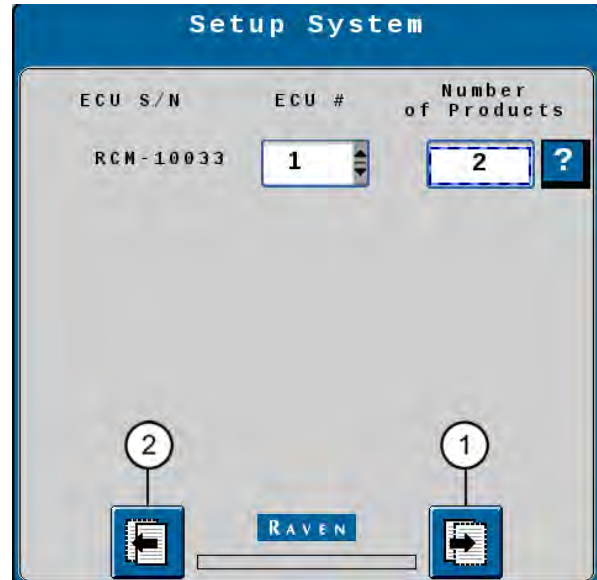 Setup System
ECU S/N ECU # Number of Products
RCM-10033 1 2 ?
2 1
RAVEN